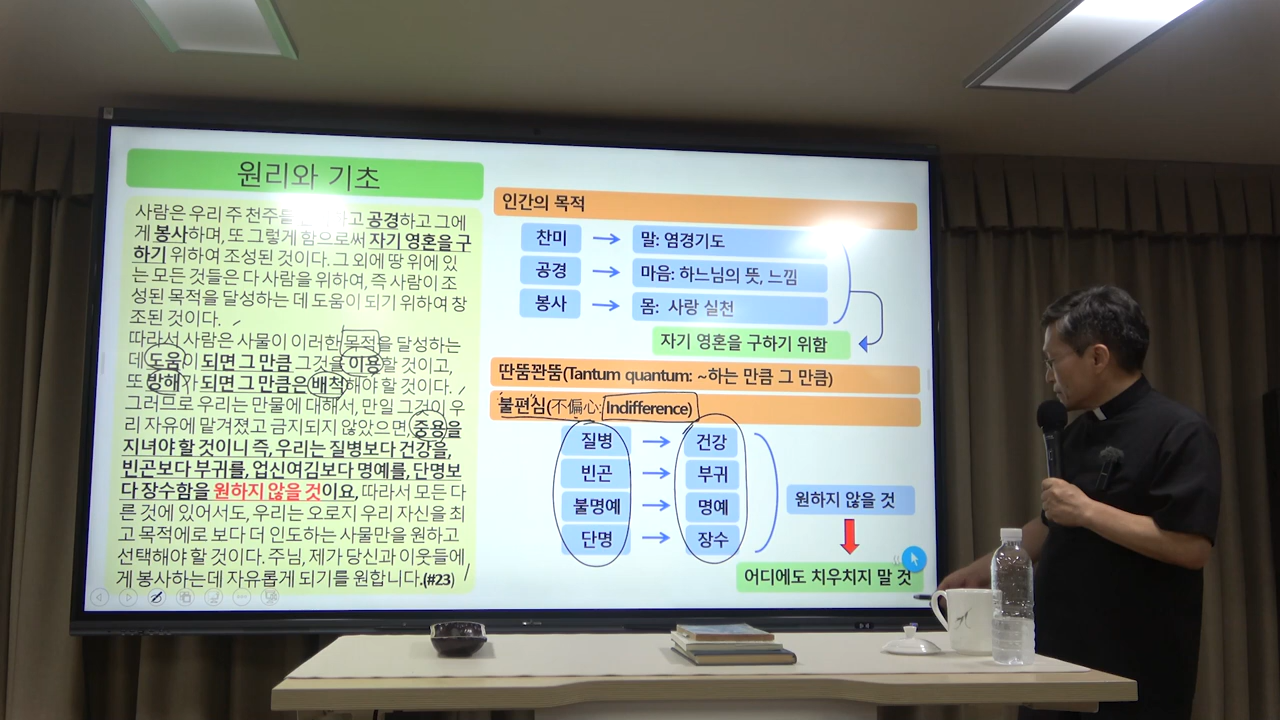 원리와 기초
사람은 우리 주 천주를 고 공경하고 그에
게 봉사하며, 또 그렇게 함으로써 자기 영혼을 구
하기 위하여 조성된 것이다. 그 외에 땅 위에 있
는 모든 것들은 다 사람을 위하여, 즉 사람이 조
성된 목적을 달성하는 데 도움이 되기 위하여 창
조된 것이다.
따라서 사람은 사물이 이러한 목적을 달성하는
데 도움이 되면 그 만큼 그것을 이용할 것이고,
또 방해가 되면 그 만큼은 배척해야 할 것이다.
그러므로 우리는 만물에 대해서, 만일 그것이 우
리 자유에 맡겨졌고 금지되지 않았으면, 중용을
지녀야 할 것이니 즉, 우리는 질병보다 건강을,
빈곤보다 부귀를, 업신여김보다 명예를, 단명보
다 장수함을 원하지 않을 것이요, 따라서 모든 다
른 것에 있어서도, 우리는 오로지 우리 자신을 최
고 목적에로 보다 더 인도하는 사물만을 원하고
선택해야 할 것이다. 주님, 제가 당신과 이웃들에
게 봉사하는데 자유롭게 되기를 원합니다.(#23)
인간의 목적
찬미 말: 염경기도
공경 마음: 하느님의 뜻, 느낌
봉사 몸: 사랑 실천
자기 영혼을 구하기 위함
딴뚬꽌뚬(Tantum quantum: ~하는 만큼 그 만큼)
불편심(不偏心: Indifference)
질병 건강
빈곤 부귀
불명예 명예
단명 장수
원하지 않을 것
어디에도 치우치지 말 것